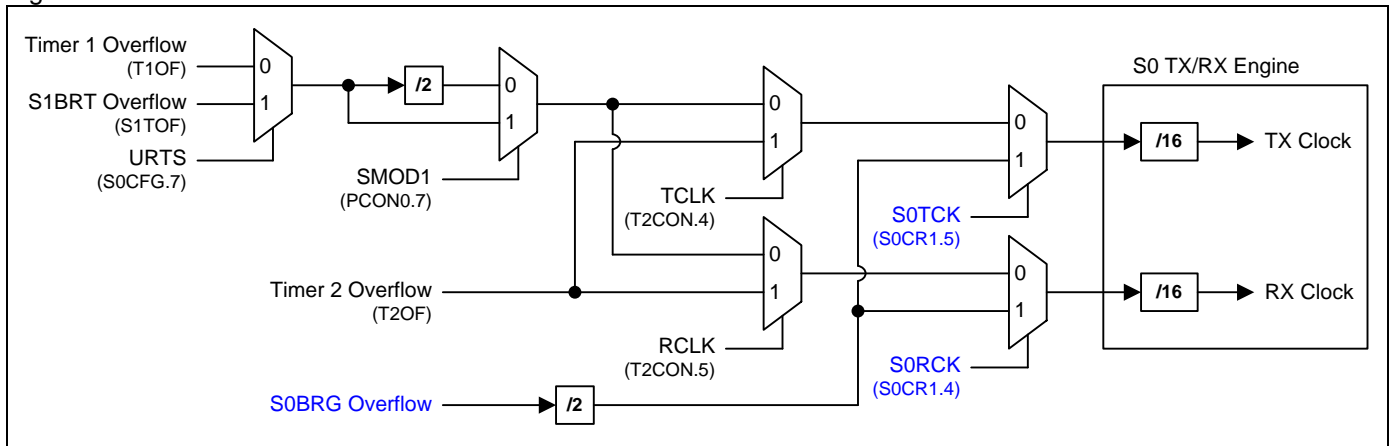 Timer 1 Overflow
(T1OF)
0
S1BRT Overflow
(S1TOF)
1
URTS
(S0CFG.7)
/2
0
1
SMOD1
(PCON0.7)
0
1
TCLK
(T2CON.4)
0
1
S0TCK
(S0CR1.5)
S0 TX/RX Engine
/16
TX Clock
Timer 2 Overflow
(T2OF)
0
1
RCLK
(T2CON.5)
0
1
S0RCK
(S0CR1.4)
/16
RX Clock
S0BRG Overflow
/2